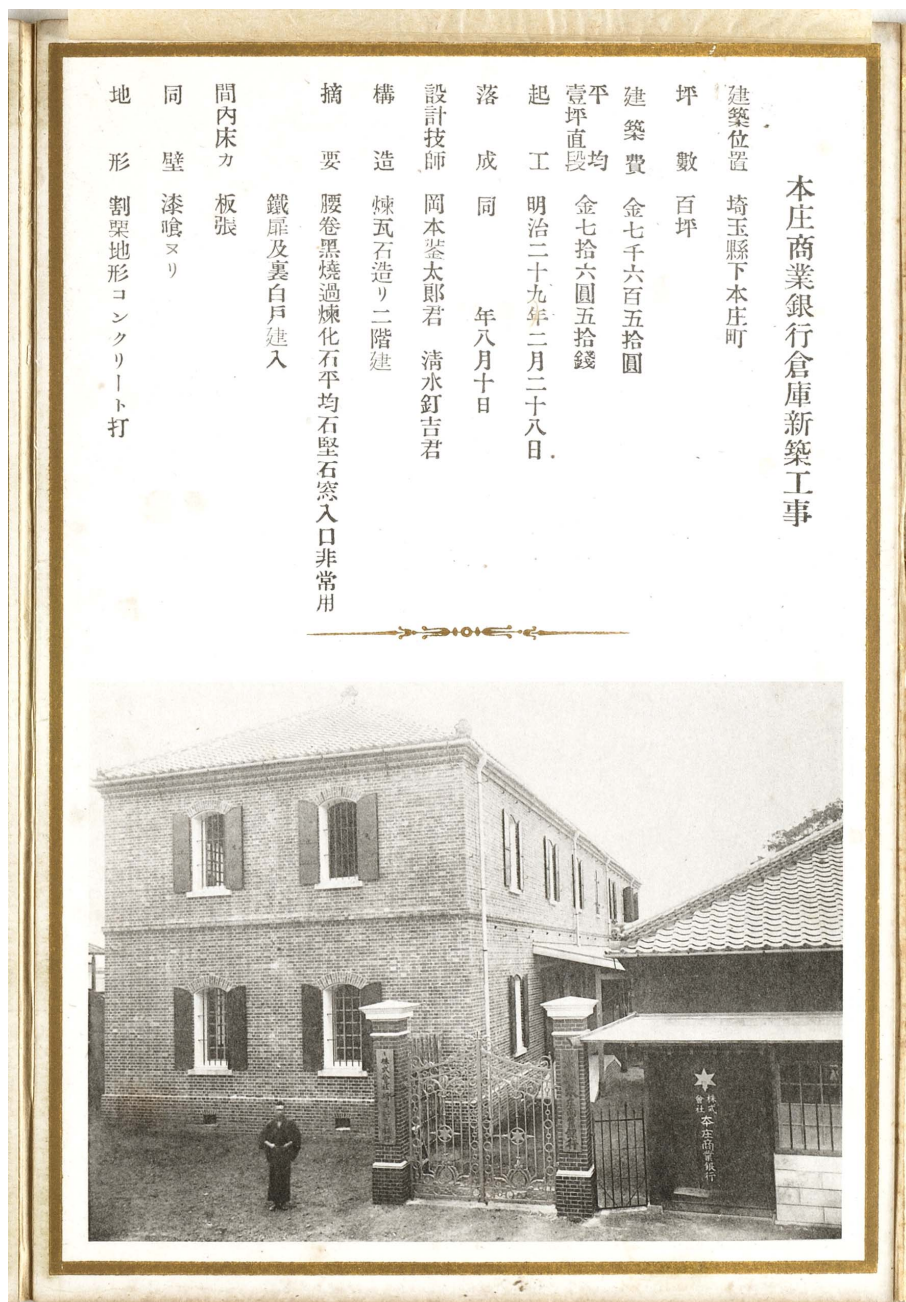 本庄商業銀行倉庫新築工事
建築位置 埼玉縣下本庄町
坪數 百坪
建築費 金七千六百五拾圓
平均壹坪直段 金七拾六圓五拾錢
起工 明治二十九年二月二十八日
落成 同 年八月十日
設計技師 岡本鋚太郎君 淸水釘吉君
構造 煉瓦石造リ二階建
摘要 腰卷黑燒過煉化石平均石堅石窓入口非常用
鐵扉及裏白戶建入
間内床カ 板張
同壁 漆喰ヌリ
地形 割栗地形コンクリート打
株式會社 本庄商業銀行